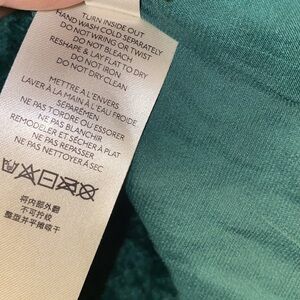 TURN INSIDE OUT
HAND WASH COLD SEPARATELY
DO NOT WRING OR TWIST
DO NOT BLEACH
RESHAPE & LAY FLAT TO DRY
DO NOT IRON
DO NOT DRY CLEAN
METTRE À L'ENVERS
LAVER À LA MAIN À L'EAU FROIDE
SÉPARÉMEN
NE PAS TORDRE OU ESSORER
NE PAS BLANCHIR
REMODELER ET SÉCHER À PLAT
NE PAS REPASSER
NE PAS NETTOYER À SEC
将内部外翻
不可拧绞
整型并平摊晾干